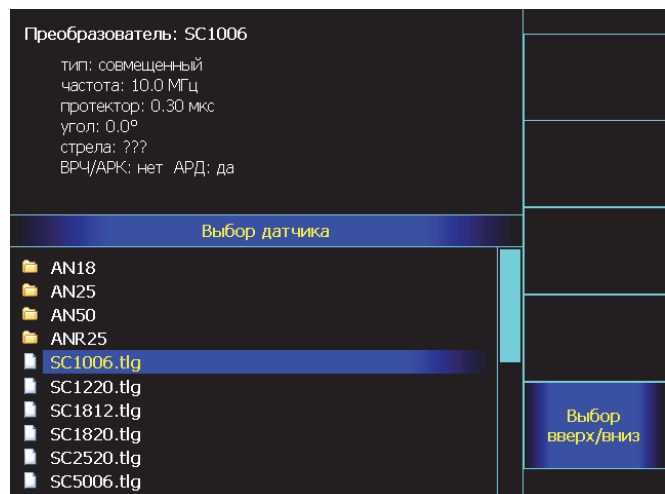 Преобразователь: SC1006
тип: совмещенный
частота: 10.0 МГц
протектор: 0.30 мкс
угол: 0.0°
стрела: ???
ВРЧ/АРК: нет АРД: да
Выбор датчика
AN18
AN25
AN50
ANR25
SC1006.tlg
SC1220.tlg
SC1812.tlg
SC1820.tlg
SC2520.tlg
SC5006.tlg
Выбор
вверх/вниз